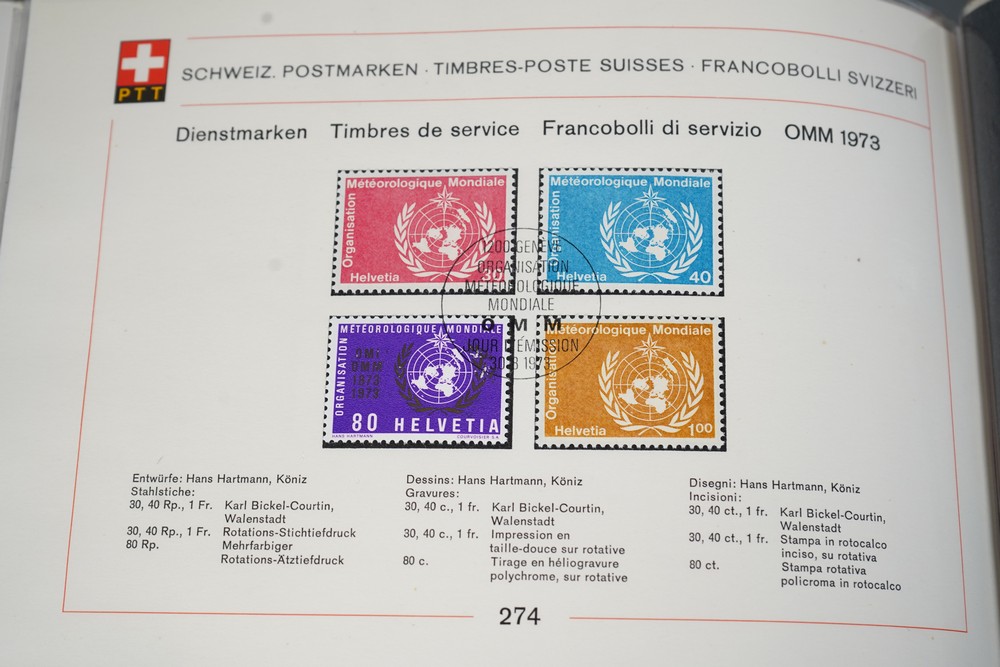 PTT
SCHWEIZ. POSTMARKEN · TIMBRES-POSTE SUISSES · FRANCOBOLLI SVIZZERI
Dienstmarken Timbres de service Francobolli di servizio OMM 1973
Organisation
Météorologique Mondiale
Helvetia 30
Organisation
Météorologique Mondiale
Helvetia 40
1200 GENÈVE
ORGANISATION
MÉTÉOROLOGIQUE
MONDIALE
O M M
JOUR D'ÉMISSION
1973
ORGANISATION
MÉTÉOROLOGIQUE MONDIALE
OMI
OMM
1873
1973
80 HELVETIA
HANS HARTMANN COURVOISIER S.A.
Organisation
Météorologique Mondiale
Helvetia 1.00
Entwürfe: Hans Hartmann, Köniz
Stahlstiche:
30, 40 Rp., 1 Fr. Karl Bickel-Courtin,
Walenstadt
30, 40 Rp., 1 Fr. Rotations-Stichtiefdruck
80 Rp. Mehrfarbiger
Rotations-Ätztiefdruck
Dessins: Hans Hartmann, Köniz
Gravures:
30, 40 c., 1 fr. Karl Bickel-Courtin,
Walenstadt
30, 40 c., 1 fr. Impression en
taille-douce sur rotative
80 c. Tirage en héliogravure
polychrome, sur rotative
Disegni: Hans Hartmann, Köniz
Incisioni:
30, 40 ct., 1 fr. Karl Bickel-Courtin,
Walenstadt
30, 40 ct., 1 fr. Stampa in rotocalco
inciso, su rotativa
80 ct. Stampa rotativa
policroma in rotocalco
274